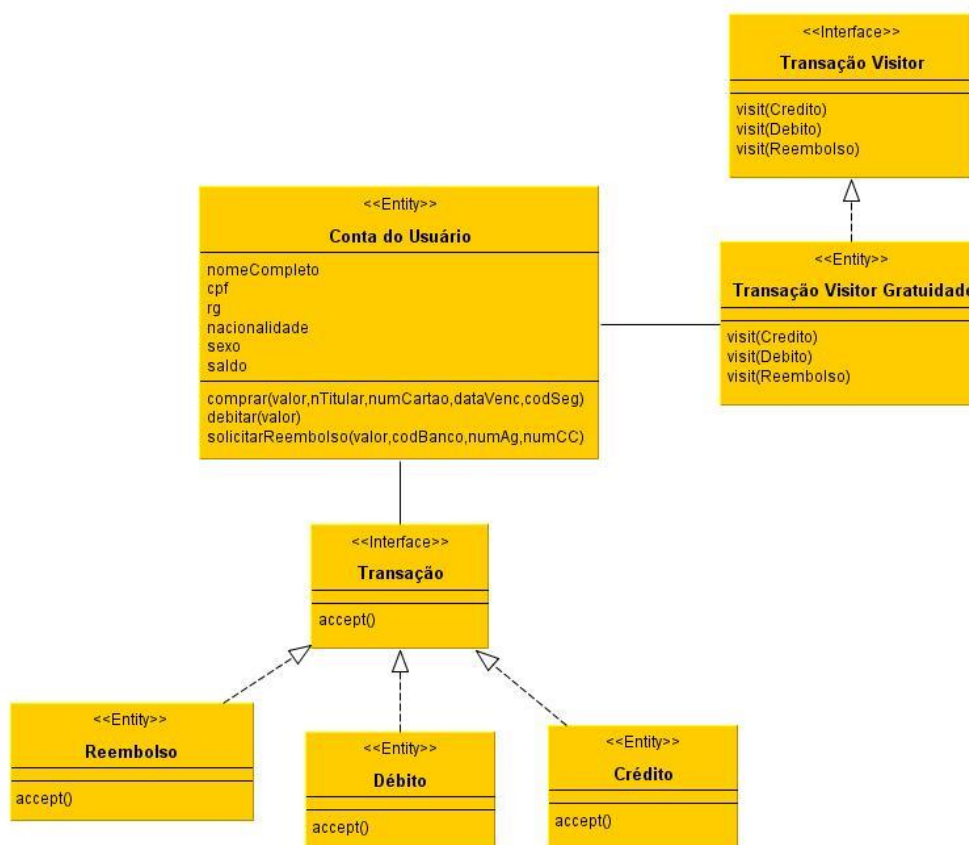 <<Interface>>
Transação Visitor
visit(Credito)
visit(Debito)
visit(Reembolso)
<<Entity>>
Conta do Usuário
nomeCompleto
cpf
rg
nacionalidade
sexo
saldo
comprar(valor,nTitular,numCartao,dataVenc,codSeg)
debitar(valor)
solicitarReembolso(valor,codBanco,numAg,numCC)
<<Entity>>
Transação Visitor Gratuidade
visit(Credito)
visit(Debito)
visit(Reembolso)
<<Interface>>
Transação
accept()
<<Entity>>
Reembolso
accept()
<<Entity>>
Débito
accept()
<<Entity>>
Crédito
accept()